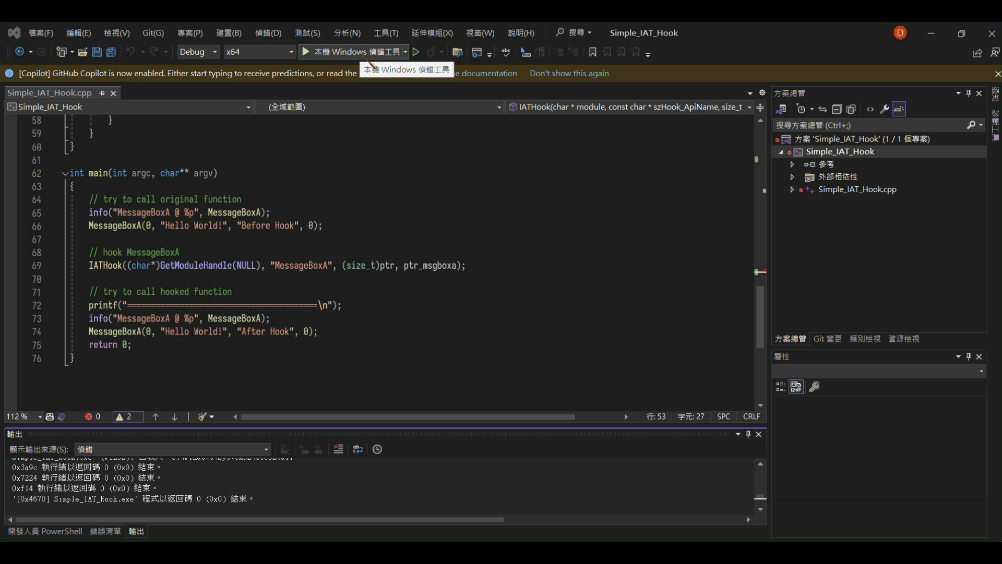 檔案(F) 編輯(E) 檢視(V) Git(G) 專案(P) 建置(B) 偵錯(D) 測試(S) 分析(N) 工具(T) 延伸模組(X) 視窗(W) 說明(H) 搜尋 Simple_IAT_Hook D
Debug x64 本機 Windows 偵錯工具
[Copilot] GitHub Copilot is now enabled. Either start typing to receive predictions, or read the documentation Don't show this again
本機 Windows 偵錯工具
Simple_IAT_Hook.cpp
Simple_IAT_Hook (全域範圍) IATHook(char * module, const char * szHook_ApiName, size_t
58 }
59 }
60 }
61
62 int main(int argc, char** argv)
63 {
64 // try to call original function
65 info("MessageBoxA @ %p", MessageBoxA);
66 MessageBoxA(0, "Hello World!", "Before Hook", 0);
67
68 // hook MessageBoxA
69 IATHook((char*)GetModuleHandle(NULL), "MessageBoxA", (size_t)ptr, ptr_msgboxa);
70
71 // try to call hooked function
72 printf("=====================================\n");
73 info("MessageBoxA @ %p", MessageBoxA);
74 MessageBoxA(0, "Hello World!", "After Hook", 0);
75 return 0;
76 }
112 % 0 2 行: 53 字元: 27 SPC CRLF
輸出
顯示輸出來源(S): 偵錯
0x3a9c 執行緒以返回碼 0 (0x0) 結束。
0x7224 執行緒以返回碼 0 (0x0) 結束。
0xf14 執行緒以返回碼 0 (0x0) 結束。
'[0x4670] Simple_IAT_Hook.exe' 程式以返回碼 0 (0x0) 結束。
開發人員 PowerShell 錯誤清單 輸出
方案總管
搜尋方案總管 (Ctrl+;)
方案 'Simple_IAT_Hook' (1 / 1 個專案)
Simple_IAT_Hook
參考
外部相依性
Simple_IAT_Hook.cpp
方案總管 Git 變更 類別檢視 資源檢視
屬性